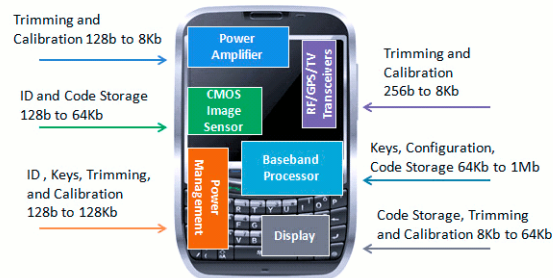 Trimming and
Calibration 128b to 8Kb
ID and Code Storage
128b to 64Kb
ID , Keys, Trimming,
and Calibration
128b to 128Kb
Power
Amplifier
CMOS
Image
Sensor
Power
Management
RF/GPS/TV
Transceivers
Baseband
Processor
Display
Trimming and
Calibration
256b to 8Kb
Keys, Configuration,
Code Storage 64Kb to 1Mb
Code Storage, Trimming
and Calibration 8Kb to 64Kb